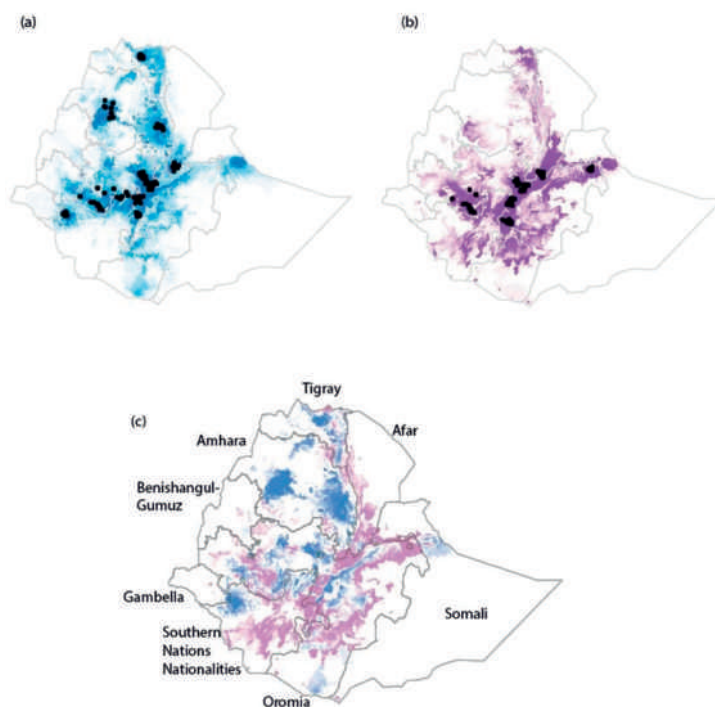 (a)
(b)
(c)
Tigray
Afar
Amhara
Benishangul-
Gumuz
Gambella
Southern
Nations
Nationalities
Somali
Oromia